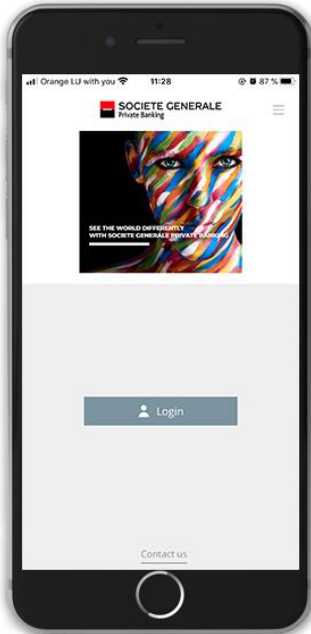 Orange LU with you 11:28 87 %
SOCIETE GENERALE
Private Banking
SEE THE WORLD DIFFERENTLY
WITH SOCIETE GENERALE PRIVATE BANKING
Login
Contact us